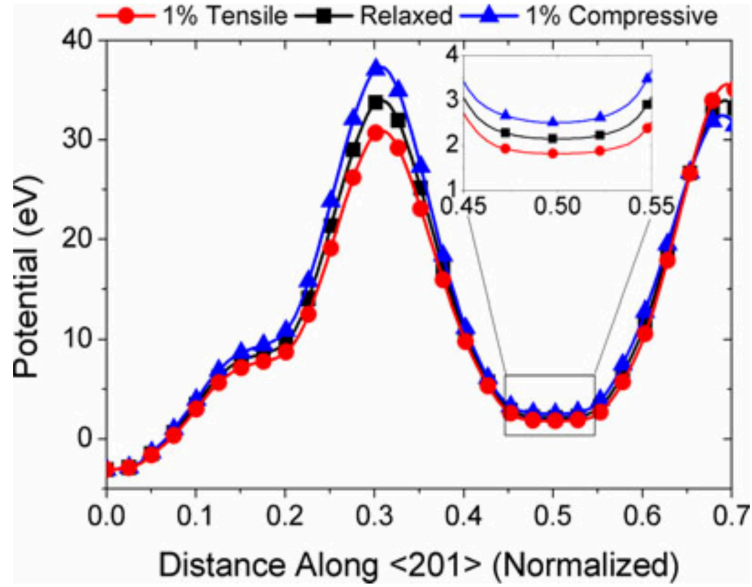 1% Tensile Relaxed 1% Compressive
40
30
20
10
0
Potential (eV)
4
3
2
1
0.45 0.50 0.55
0.0 0.1 0.2 0.3 0.4 0.5 0.6 0.7
Distance Along <201> (Normalized)